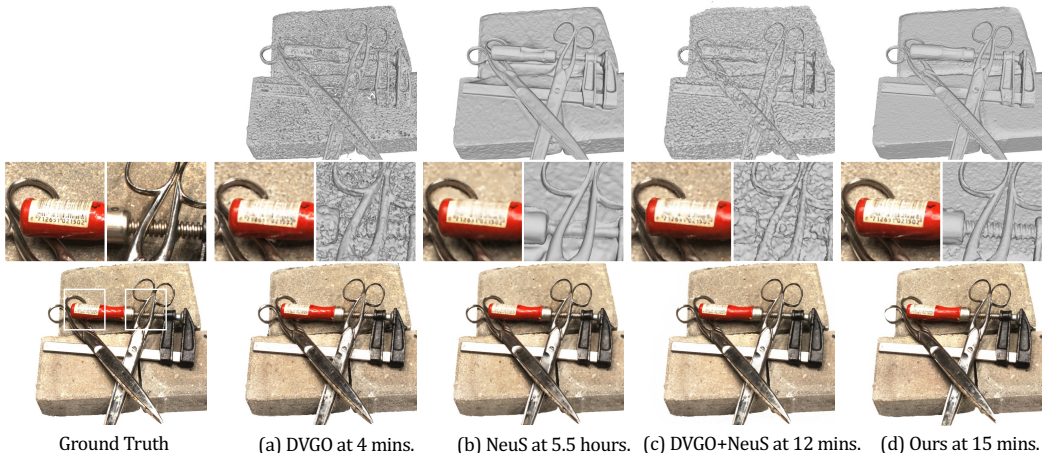 Ground Truth
(a) DVGO at 4 mins.
(b) NeuS at 5.5 hours.
(c) DVGO+NeuS at 12 mins.
(d) Ours at 15 mins.